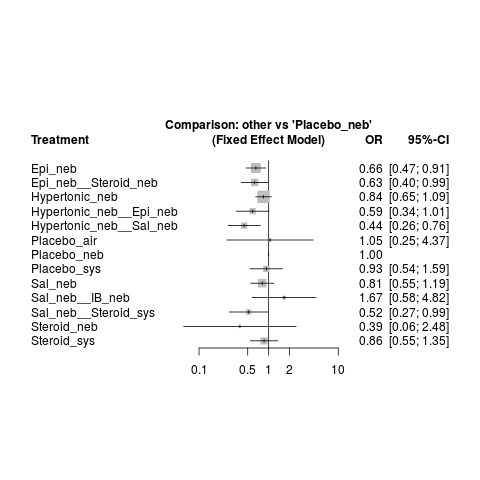 Comparison: other vs 'Placebo_neb'
Treatment (Fixed Effect Model) OR 95%-CI
Epi_neb 0.66 [0.47; 0.91]
Epi_neb__Steroid_neb 0.63 [0.40; 0.99]
Hypertonic_neb 0.84 [0.65; 1.09]
Hypertonic_neb__Epi_neb 0.59 [0.34; 1.01]
Hypertonic_neb__Sal_neb 0.44 [0.26; 0.76]
Placebo_air 1.05 [0.25; 4.37]
Placebo_neb 1.00
Placebo_sys 0.93 [0.54; 1.59]
Sal_neb 0.81 [0.55; 1.19]
Sal_neb__IB_neb 1.67 [0.58; 4.82]
Sal_neb__Steroid_sys 0.52 [0.27; 0.99]
Steroid_neb 0.39 [0.06; 2.48]
Steroid_sys 0.86 [0.55; 1.35]
0.1 0.5 1 2 10